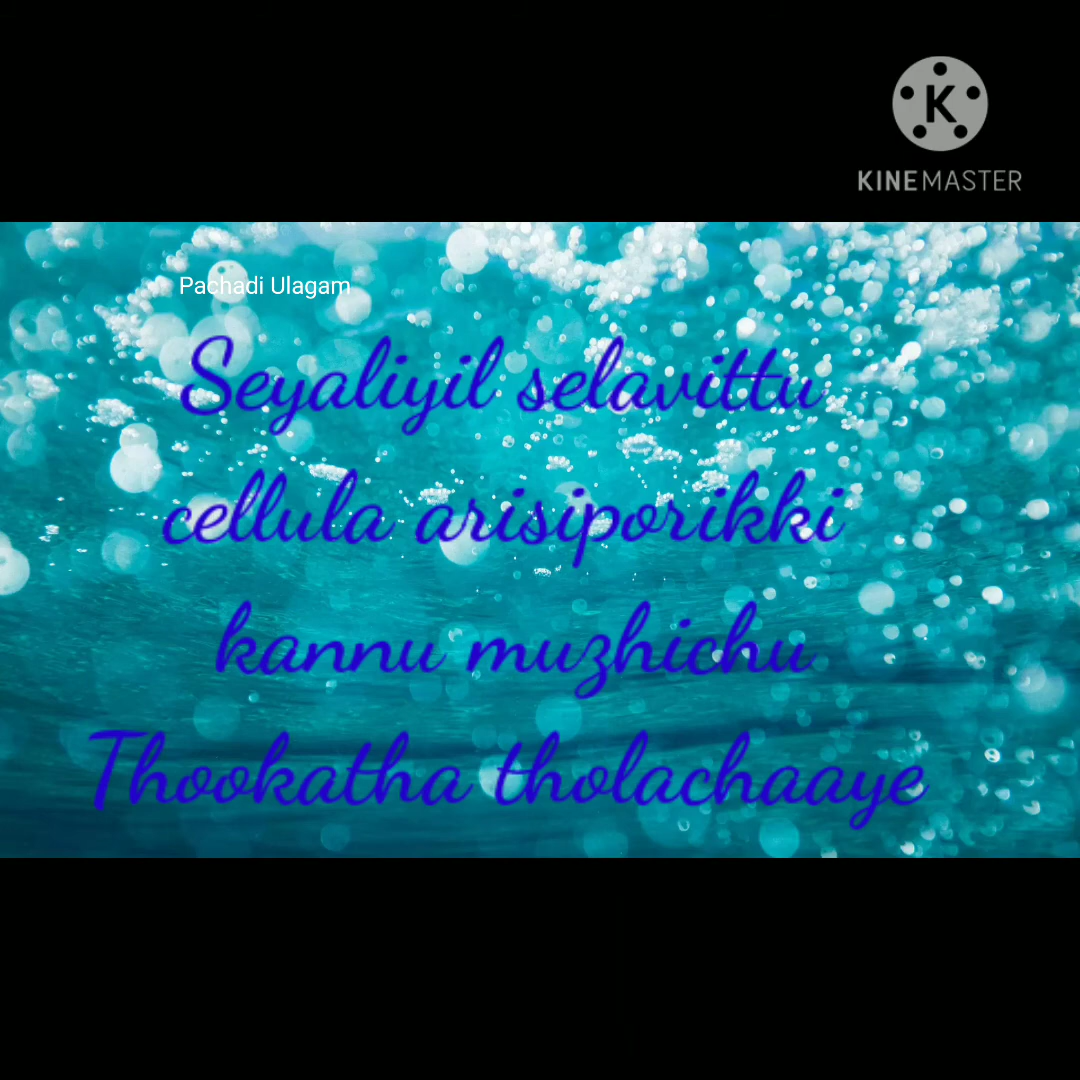 K
KINEMASTER
Pachadi Ulagam
Seyaliyil selavittu
cellula arisiporikki
kannu muzhichu
Thookatha tholachaaye